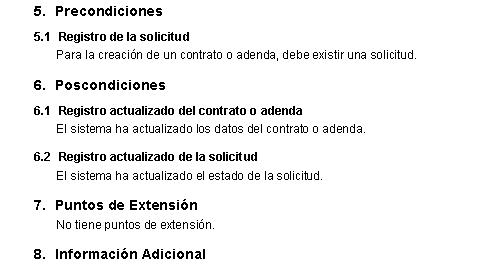 5. Precondiciones
5.1 Registro de la solicitud
Para la creación de un contrato o adenda, debe existir una solicitud.
6. Poscondiciones
6.1 Registro actualizado del contrato o adenda
El sistema ha actualizado los datos del contrato o adenda.
6.2 Registro actualizado de la solicitud
El sistema ha actualizado el estado de la solicitud.
7. Puntos de Extensión
No tiene puntos de extensión.
8. Información Adicional